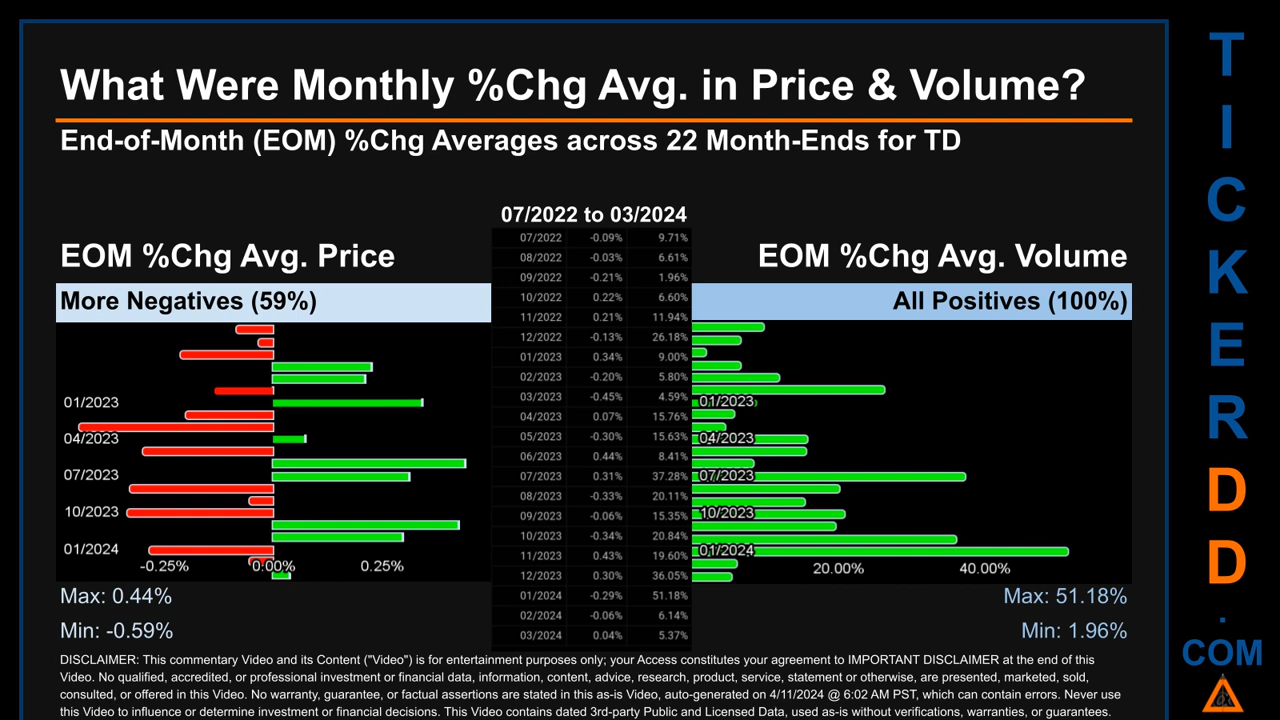 What Were Monthly %Chg Avg. in Price & Volume?
End-of-Month (EOM) %Chg Averages across 22 Month-Ends for TD
07/2022 to 03/2024
EOM %Chg Avg. Price
EOM %Chg Avg. Volume
More Negatives (59%)
All Positives (100%)
07/2022 -0.09% 9.71%
08/2022 -0.03% 6.61%
09/2022 -0.21% 1.96%
10/2022 0.22% 6.60%
11/2022 0.21% 11.94%
12/2022 -0.13% 26.18%
01/2023 0.34% 9.00%
02/2023 -0.20% 5.80%
03/2023 -0.45% 4.59%
04/2023 0.07% 15.76%
05/2023 -0.30% 15.63%
06/2023 0.44% 8.41%
07/2023 0.31% 37.28%
08/2023 -0.33% 20.11%
09/2023 -0.06% 15.35%
10/2023 -0.34% 20.84%
11/2023 0.43% 19.60%
12/2023 0.30% 36.05%
01/2024 -0.29% 51.18%
02/2024 -0.06% 6.14%
03/2024 0.04% 5.37%
01/2023
04/2023
07/2023
10/2023
01/2024
-0.25% 0.00% 0.25%
01/2023
04/2023
07/2023
10/2023
01/2024
20.00% 40.00%
Max: 0.44%
Min: -0.59%
Max: 51.18%
Min: 1.96%
DISCLAIMER: This commentary Video and its Content ("Video") is for entertainment purposes only; your Access constitutes your agreement to IMPORTANT DISCLAIMER at the end of this
Video. No qualified, accredited, or professional investment or financial data, information, content, advice, research, product, service, statement or otherwise, are presented, marketed, sold,
consulted, or offered in this Video. No warranty, guarantee, or factual assertions are stated in this as-is Video, auto-generated on 4/11/2024 @ 6:02 AM PST, which can contain errors. Never use
this Video to influence or determine investment or financial decisions. This Video contains dated 3rd-party Public and Licensed Data, used as-is without verifications, warranties, or guarantees.
T
I
C
K
E
R
D
D
.
COM